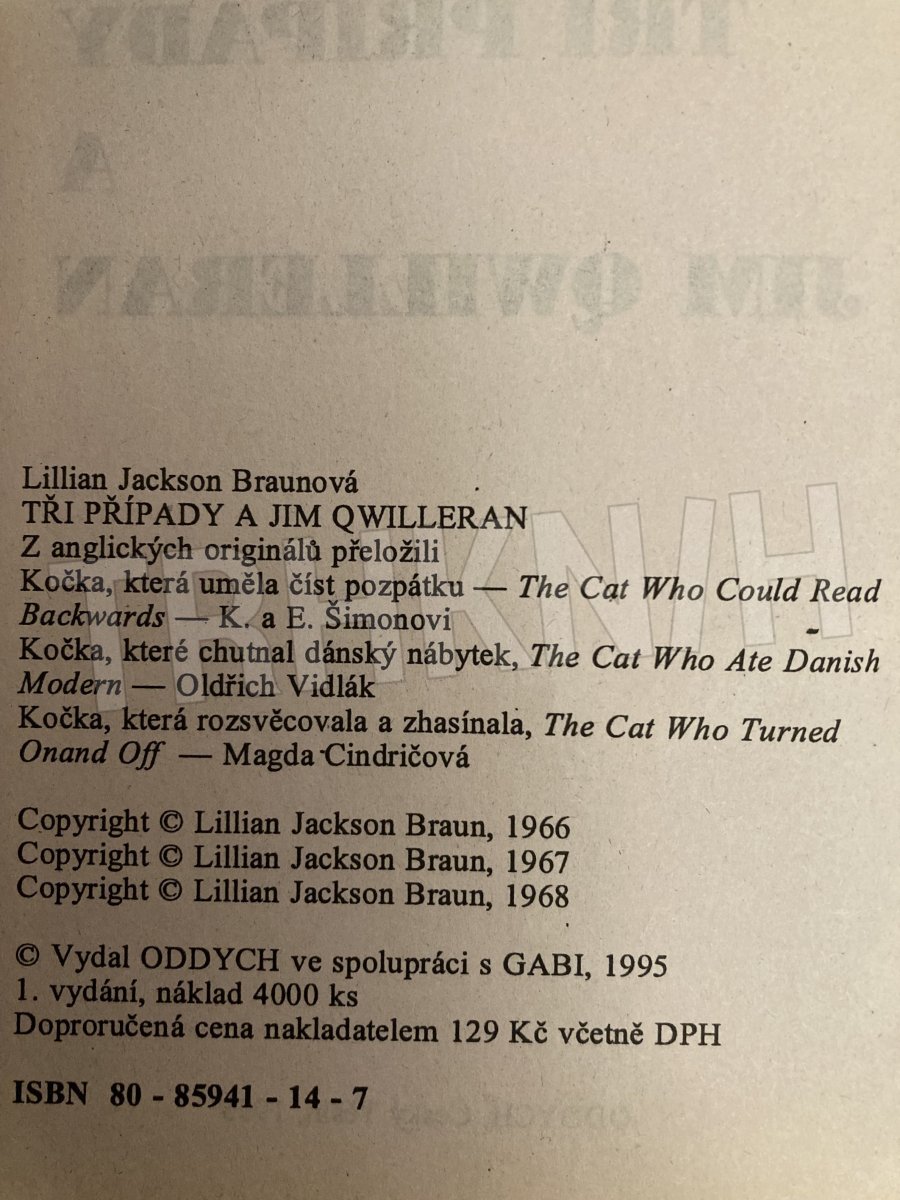 TŘI PŘÍPADY
A
JIM QWILLERAN
Lillian Jackson Braunová
TŘI PŘÍPADY A JIM QWILLERAN
Z anglických originálů přeložili
Kočka, která uměla číst pozpátku — The Cat Who Could Read
Backwards — K. a E. Šimonovi
Kočka, které chutnal dánský nábytek, The Cat Who Ate Danish
Modern — Oldřich Vidlák
Kočka, která rozsvěcovala a zhasínala, The Cat Who Turned
Onand Off — Magda Cindričová
Copyright © Lillian Jackson Braun, 1966
Copyright © Lillian Jackson Braun, 1967
Copyright © Lillian Jackson Braun, 1968
© Vydal ODDYCH ve spolupráci s GABI, 1995
1. vydání, náklad 4000 ks
Doproručená cena nakladatelem 129 Kč včetně DPH
ISBN 80 - 85941 - 14 - 7